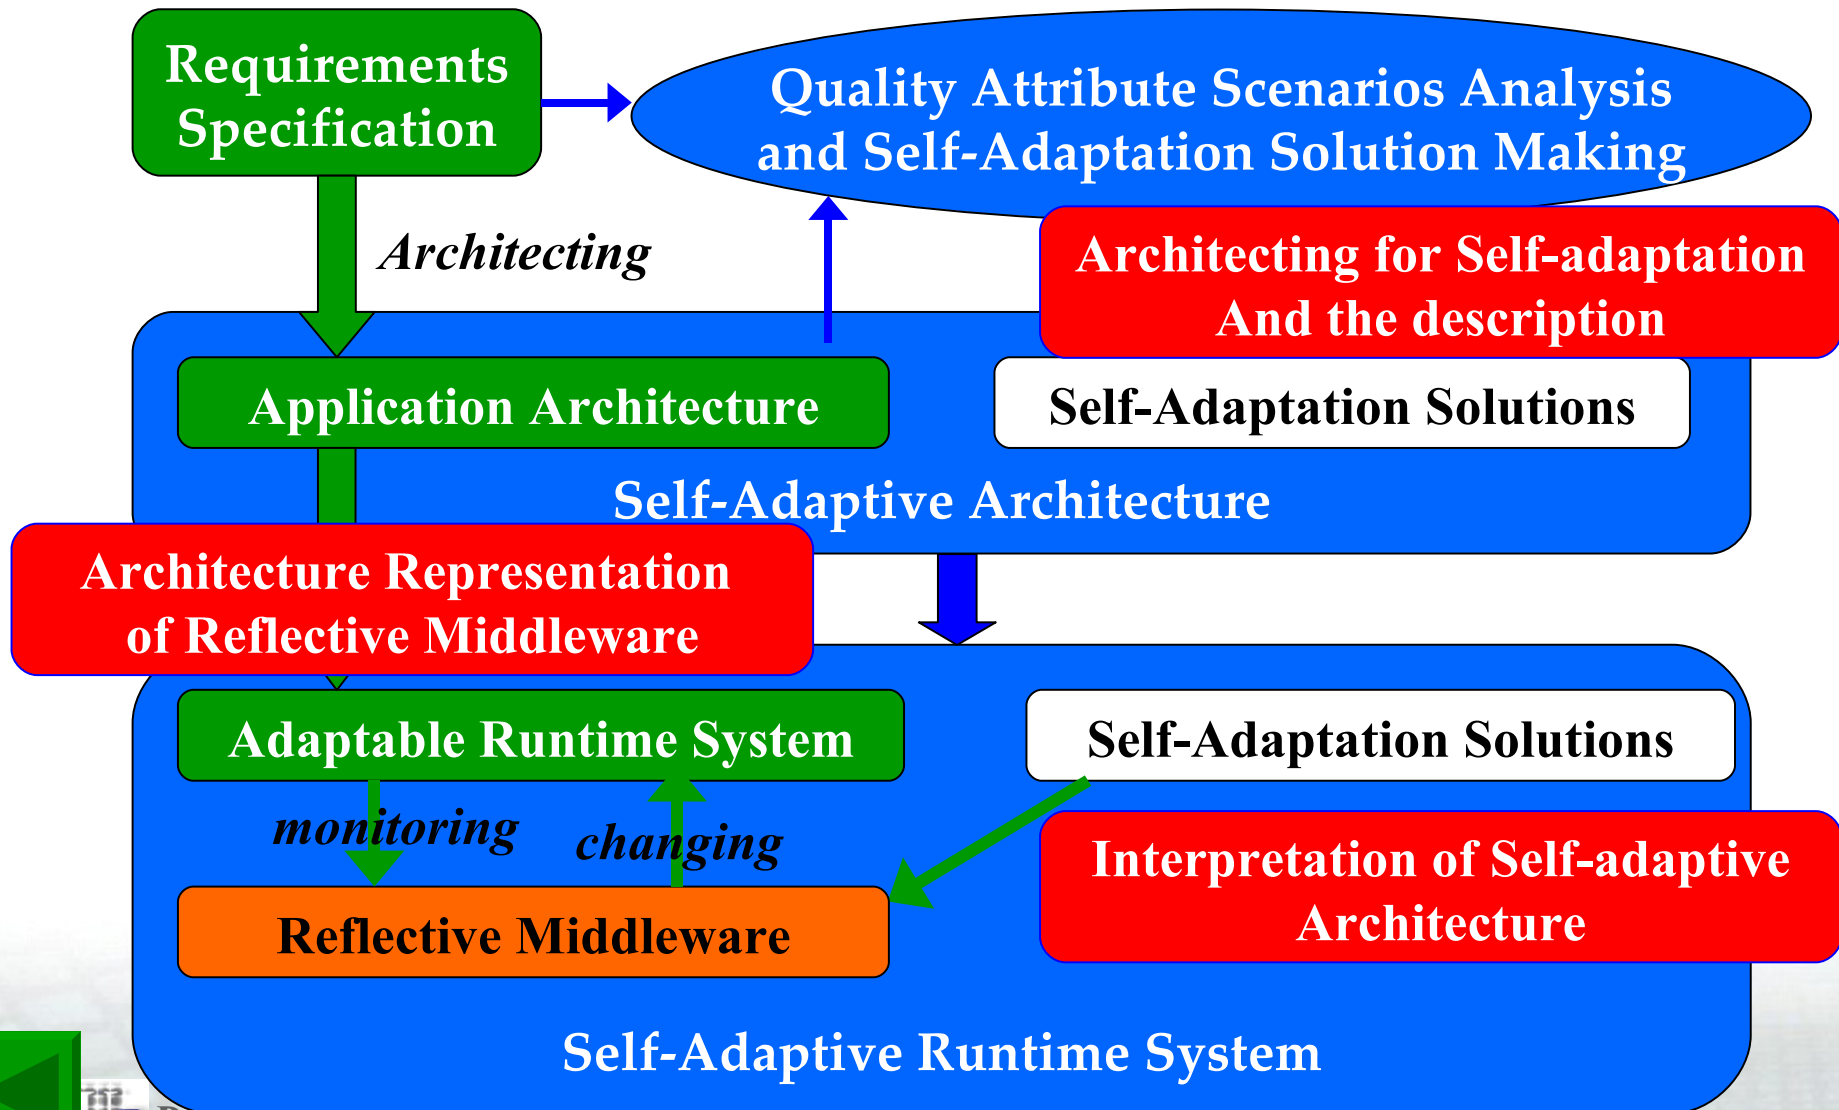 Requirements
Specification
Quality Attribute Scenarios Analysis
and Self-Adaptation Solution Making
Architecting
Architecting for Self-adaptation
And the description
Application Architecture
Self-Adaptation Solutions
Self-Adaptive Architecture
Architecture Representation
of Reflective Middleware
Adaptable Runtime System
Self-Adaptation Solutions
monitoring
changing
Interpretation of Self-adaptive
Architecture
Reflective Middleware
Self-Adaptive Runtime System